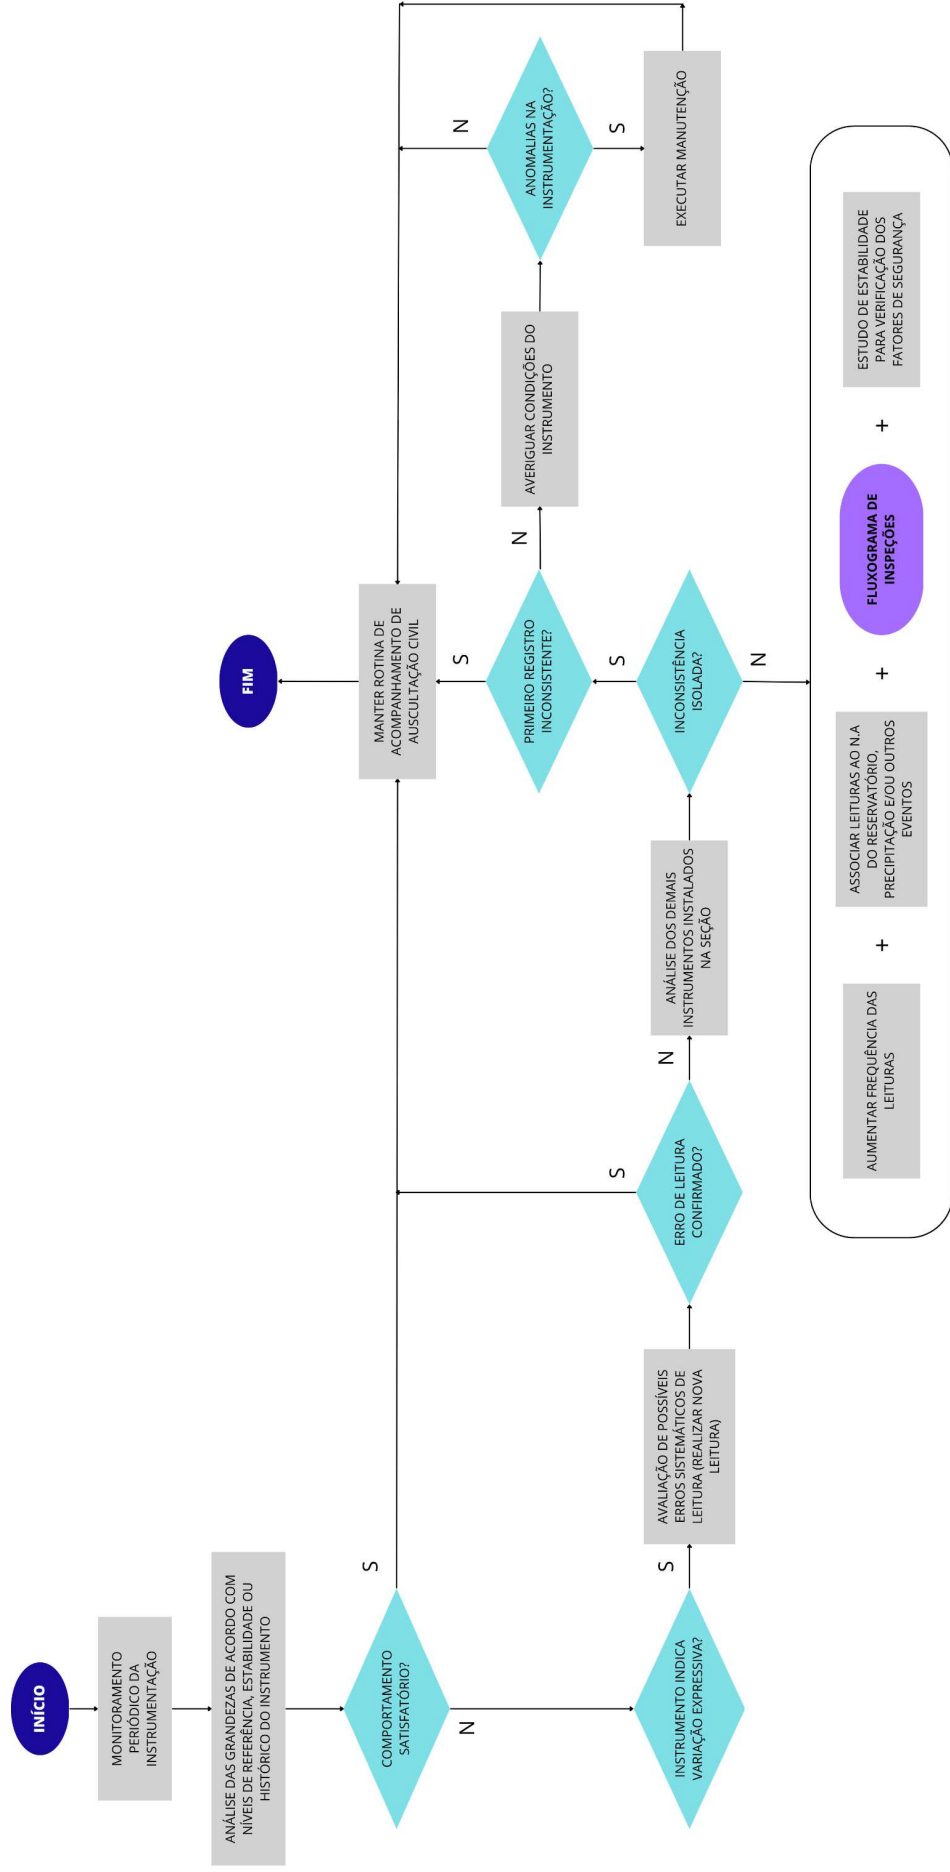 INÍCIO
MONITORAMENTO
PERIÓDICO DA
INSTRUMENTAÇÃO
ANÁLISE DAS GRANDEZAS DE ACORDO COM
NÍVEIS DE REFERÊNCIA, ESTABILIDADE OU
HISTÓRICO DO INSTRUMENTO
COMPORTAMENTO
SATISFATÓRIO?
S
N
INSTRUMENTO INDICA
VARIAÇÃO EXPRESSIVA?
S
AVALIAÇÃO DE POSSÍVEIS
ERROS SISTEMÁTICOS DE
LEITURA (REALIZAR NOVA
LEITURA)
ERRO DE LEITURA
CONFIRMADO?
S
N
ANÁLISE DOS DEMAIS
INSTRUMENTOS INSTALADOS
NA SEÇÃO
INCONSISTÊNCIA
ISOLADA?
S
N
PRIMEIRO REGISTRO
INCONSISTENTE?
S
N
MANTER ROTINA DE
ACOMPANHAMENTO DE
AUSCULTAÇÃO CIVIL
FIM
AVERIGUAR CONDIÇÕES DO
INSTRUMENTO
ANOMALIAS NA
INSTRUMENTAÇÃO?
N
S
EXECUTAR MANUTENÇÃO
AUMENTAR FREQUÊNCIA DAS
LEITURAS
+
ASSOCIAR LEITURAS AO N.A
DO RESERVATÓRIO,
PRECIPITAÇÃO E/OU OUTROS
EVENTOS
+
FLUXOGRAMA DE
INSPEÇÕES
+
ESTUDO DE ESTABILIDADE
PARA VERIFICAÇÃO DOS
FATORES DE SEGURANÇA